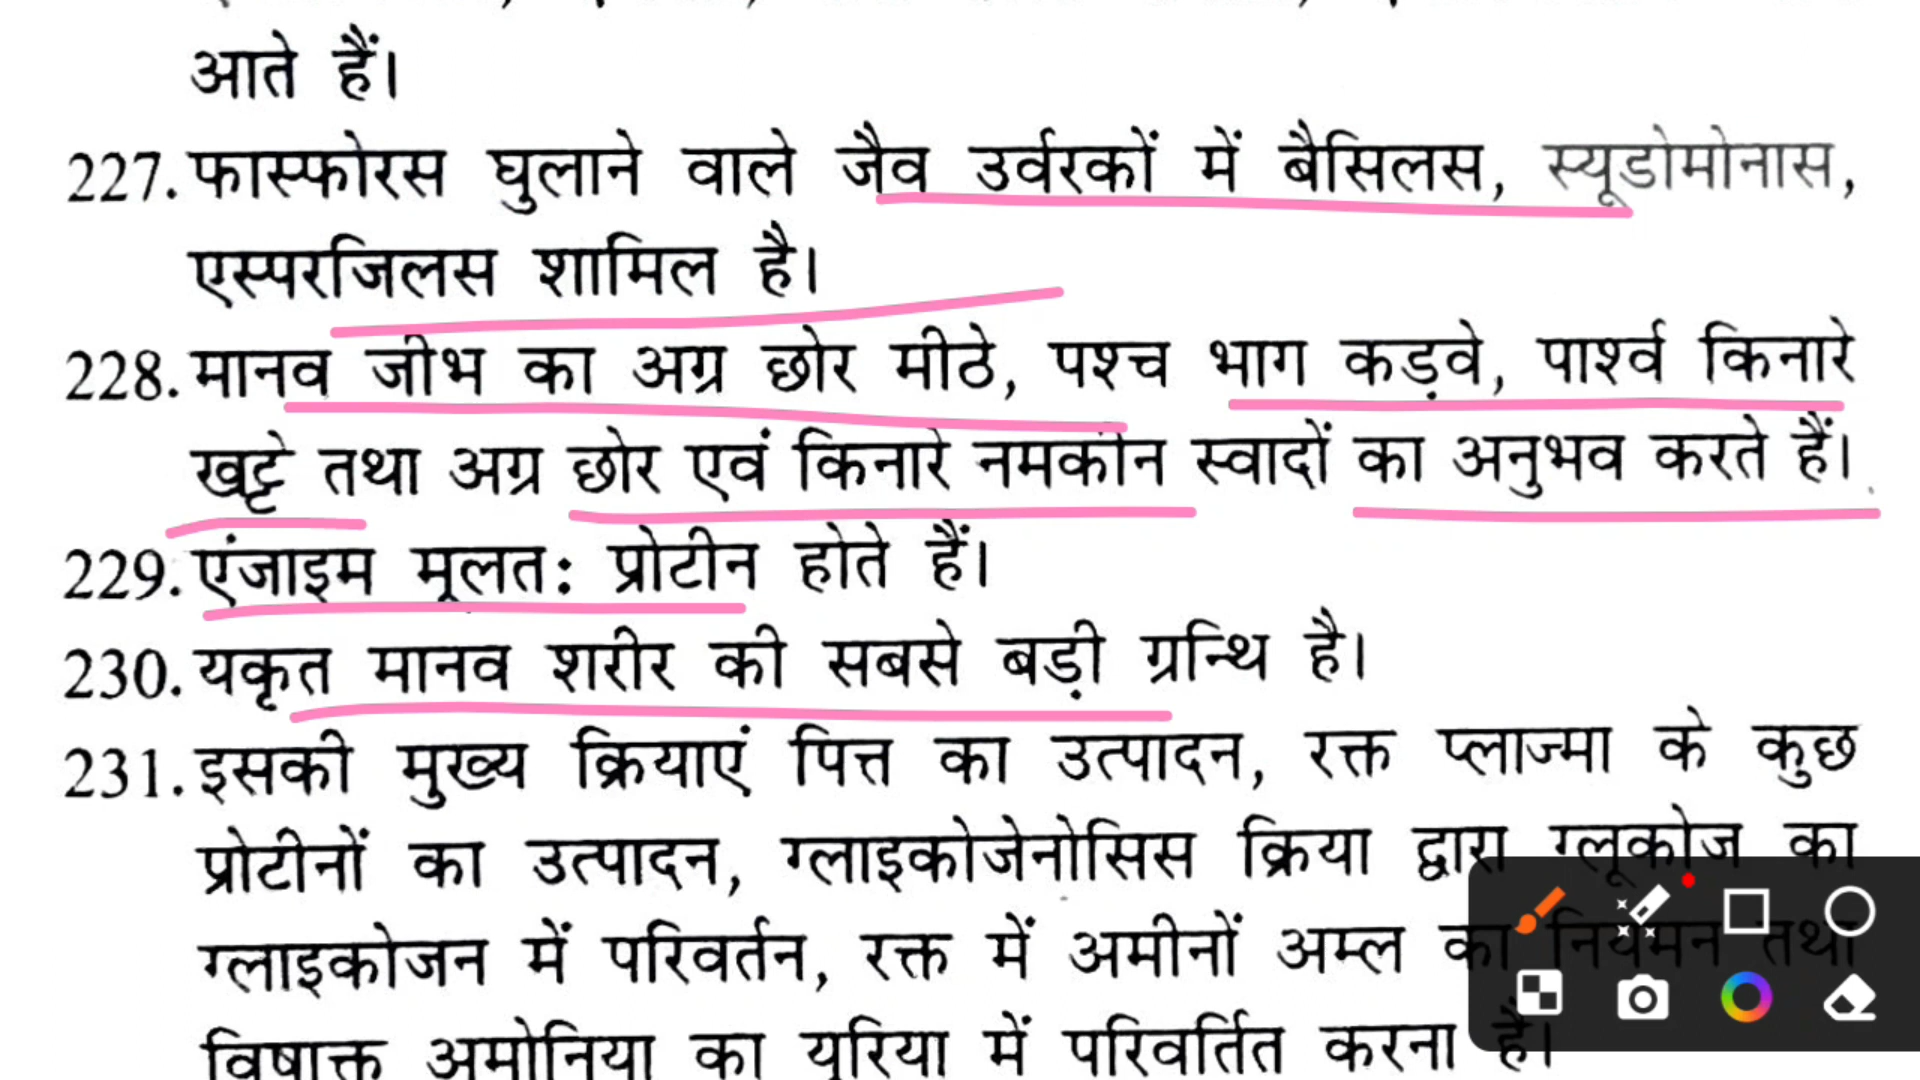 आते हैं।
227. फास्फोरस घुलाने वाले जैव उर्वरकों में बैसिलस, स्यूडोमोनास,
एस्परजिलस शामिल है।
228. मानव जीभ का अग्र छोर मीठे, पश्च भाग कड़वे, पार्श्व किनारे
खट्टे तथा अग्र छोर एवं किनारे नमकीन स्वादों का अनुभव करते हैं।
229. एंजाइम मूलतः प्रोटीन होते हैं।
230. यकृत मानव शरीर की सबसे बड़ी ग्रन्थि है।
231. इसकी मुख्य क्रियाएं पित्त का उत्पादन, रक्त प्लाज्मा के कुछ
प्रोटीनों का उत्पादन, ग्लाइकोजेनोसिस क्रिया द्वारा ग्लूकोज का
ग्लाइकोजन में परिवर्तन, रक्त में अमीनों अम्ल का नियमन तथा
विषाक्त अमोनिया का यूरिया में परिवर्तित करना है।